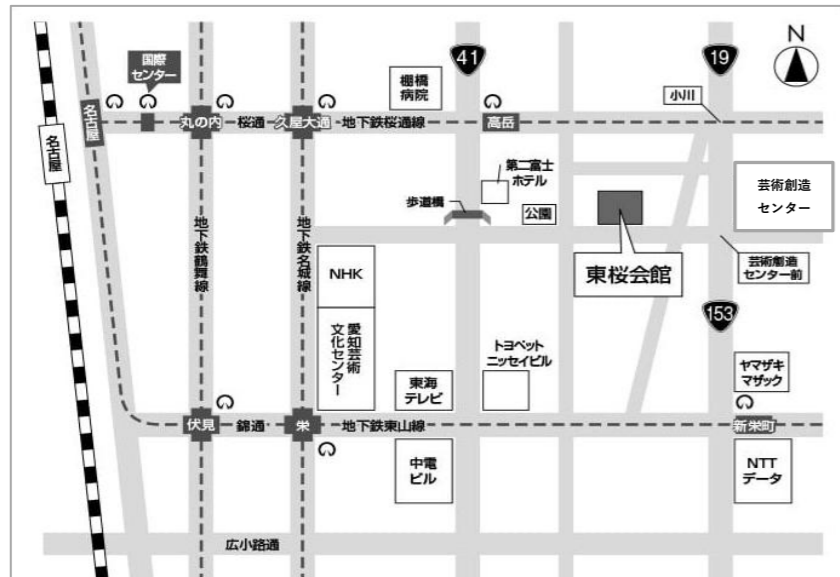 N
41
19
国際
センター
棚橋
病院
小川
名古屋
名古屋
丸の内
桜通
久屋大通
地下鉄桜通線
高岳
第二富士
ホテル
芸術創造
センター
歩道橋
公園
地下鉄鶴舞線
地下鉄名城線
NHK
東桜会館
芸術創造
センター前
153
愛知芸術
文化センター
トヨペット
ニッセイビル
東海
テレビ
ヤマザキ
マザック
伏見
錦通
栄
地下鉄東山線
新栄町
中電
ビル
NTT
データ
広小路通